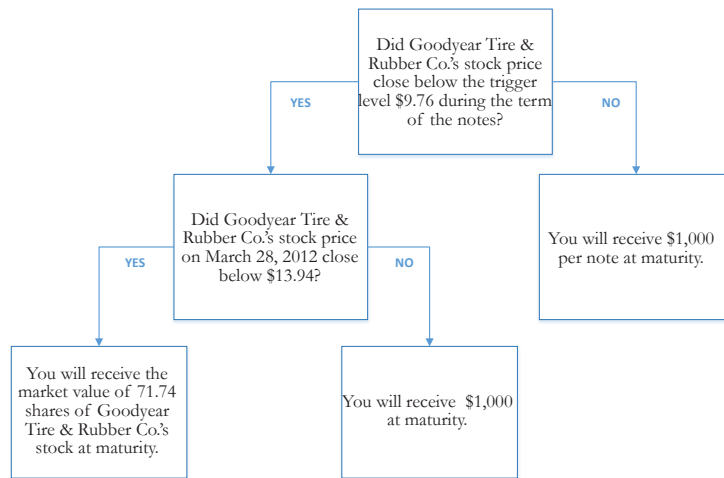 Did Goodyear Tire &
Rubber Co.'s stock price
close below the trigger
level $9.76 during the term
of the notes?
YES
NO
Did Goodyear Tire &
Rubber Co.'s stock price
on March 28, 2012 close
below $13.94?
You will receive $1,000
per note at maturity.
YES
NO
You will receive the
market value of 71.74
shares of Goodyear
Tire & Rubber Co.'s
stock at maturity.
You will receive $1,000
at maturity.